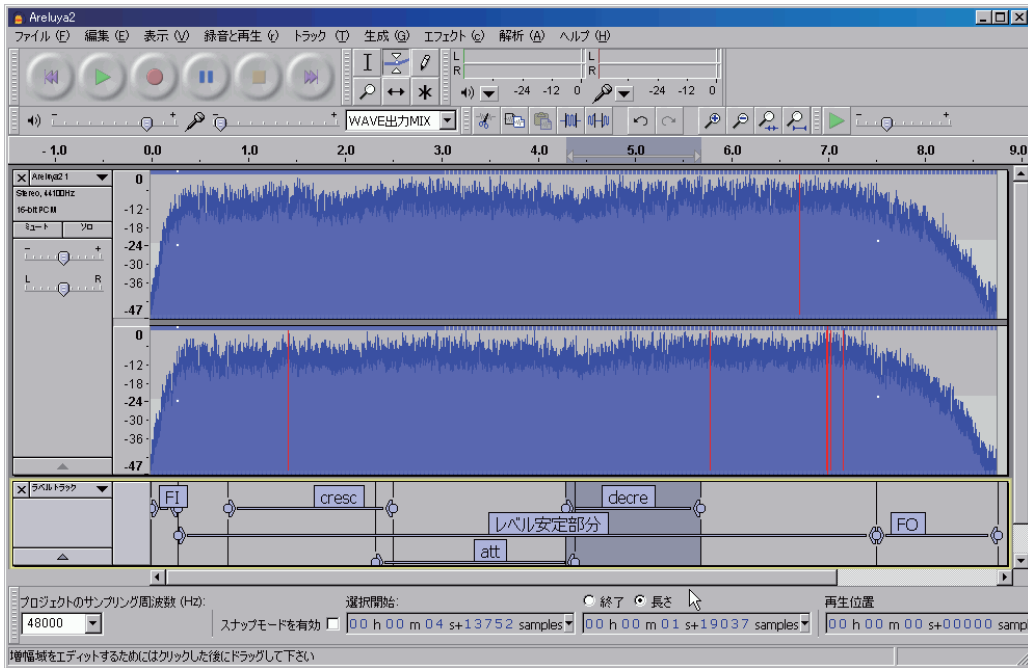 Areluya2
ファイル (F) 編集 (E) 表示 (V) 録音と再生 (y) トラック (T) 生成 (G) エフェクト (c) 解析 (A) ヘルプ (H)
L
R
-24 -12 0
L
R
-24 -12 0
- + - + WAVE出力MIX - +
- 1.0 0.0 1.0 2.0 3.0 4.0 5.0 6.0 7.0 8.0 9.0
Areluya2 1
Stereo, 44100Hz
16-bit PCM
ミュート ソロ
- +
L R
0
-12-
-18-
-24-
-30-
-36-
-47
0
-12-
-18-
-24-
-30-
-36-
-47
ラベルトラック
FI cresc decre
レベル安定部分 FO
att
プロジェクトのサンプリング周波数 (Hz): 選択開始: 終了 長さ 再生位置
48000 スナップモードを有効 00 h 00 m 04 s+13752 samples 00 h 00 m 01 s+19037 samples 00 h 00 m 00 s+00000 samp
増幅域をエディットするためにはクリックした後にドラッグして下さい